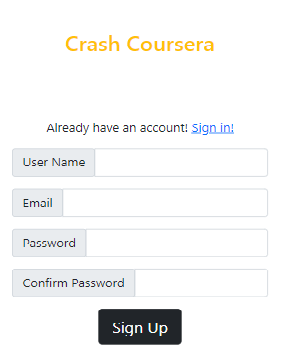 Crash Coursera
Already have an account! Sign in!
User Name
Email
Password
Confirm Password
Sign Up